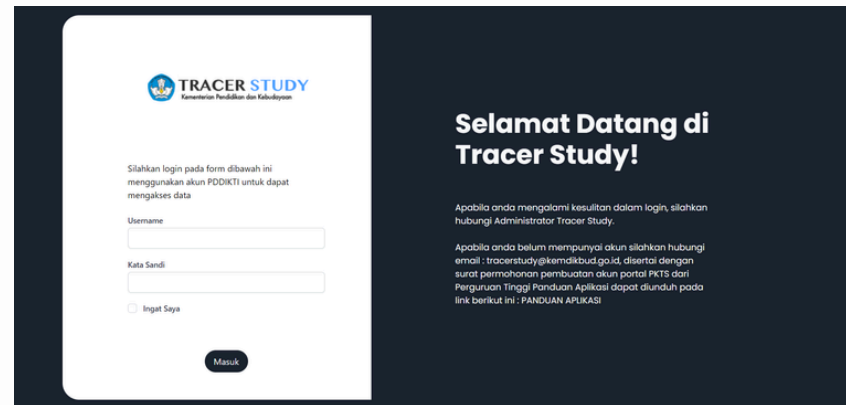 TRACER STUDY
Kementerian Pendidikan dan Kebudayaan
Silahkan login pada form dibawah ini
menggunakan akun PDDIKTI untuk dapat
mengakses data
Username
Kata Sandi
Ingat Saya
Masuk
Selamat Datang di
Tracer Study!
Apabila anda mengalami kesulitan dalam login, silahkan
hubungi Administrator Tracer Study.
Apabila anda belum mempunyai akun silahkan hubungi
email : tracerstudy@kemdikbud.go.id, disertai dengan
surat permohonan pembuatan akun portal PKTS dari
Perguruan Tinggi Panduan Aplikasi dapat diunduh pada
link berikut ini : PANDUAN APLIKASI